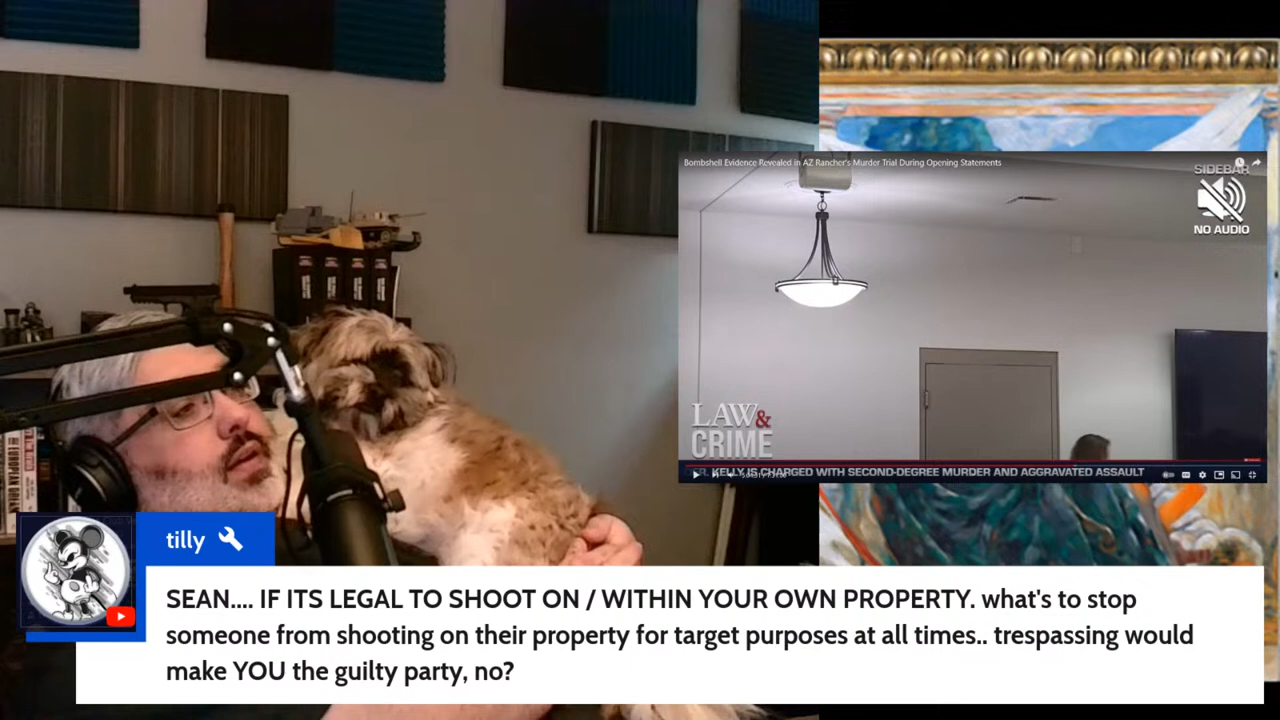 Bombshell Evidence Revealed in AZ Rancher's Murder Trial During Opening Statements
SIDEBAR
NO AUDIO
LAW&
CRIME
KELLY IS CHARGED WITH SECOND-DEGREE MURDER AND AGGRAVATED ASSAULT
EUROPEAN
tilly
SEAN.... IF ITS LEGAL TO SHOOT ON / WITHIN YOUR OWN PROPERTY. what's to stop
someone from shooting on their property for target purposes at all times.. trespassing would
make YOU the guilty party, no?